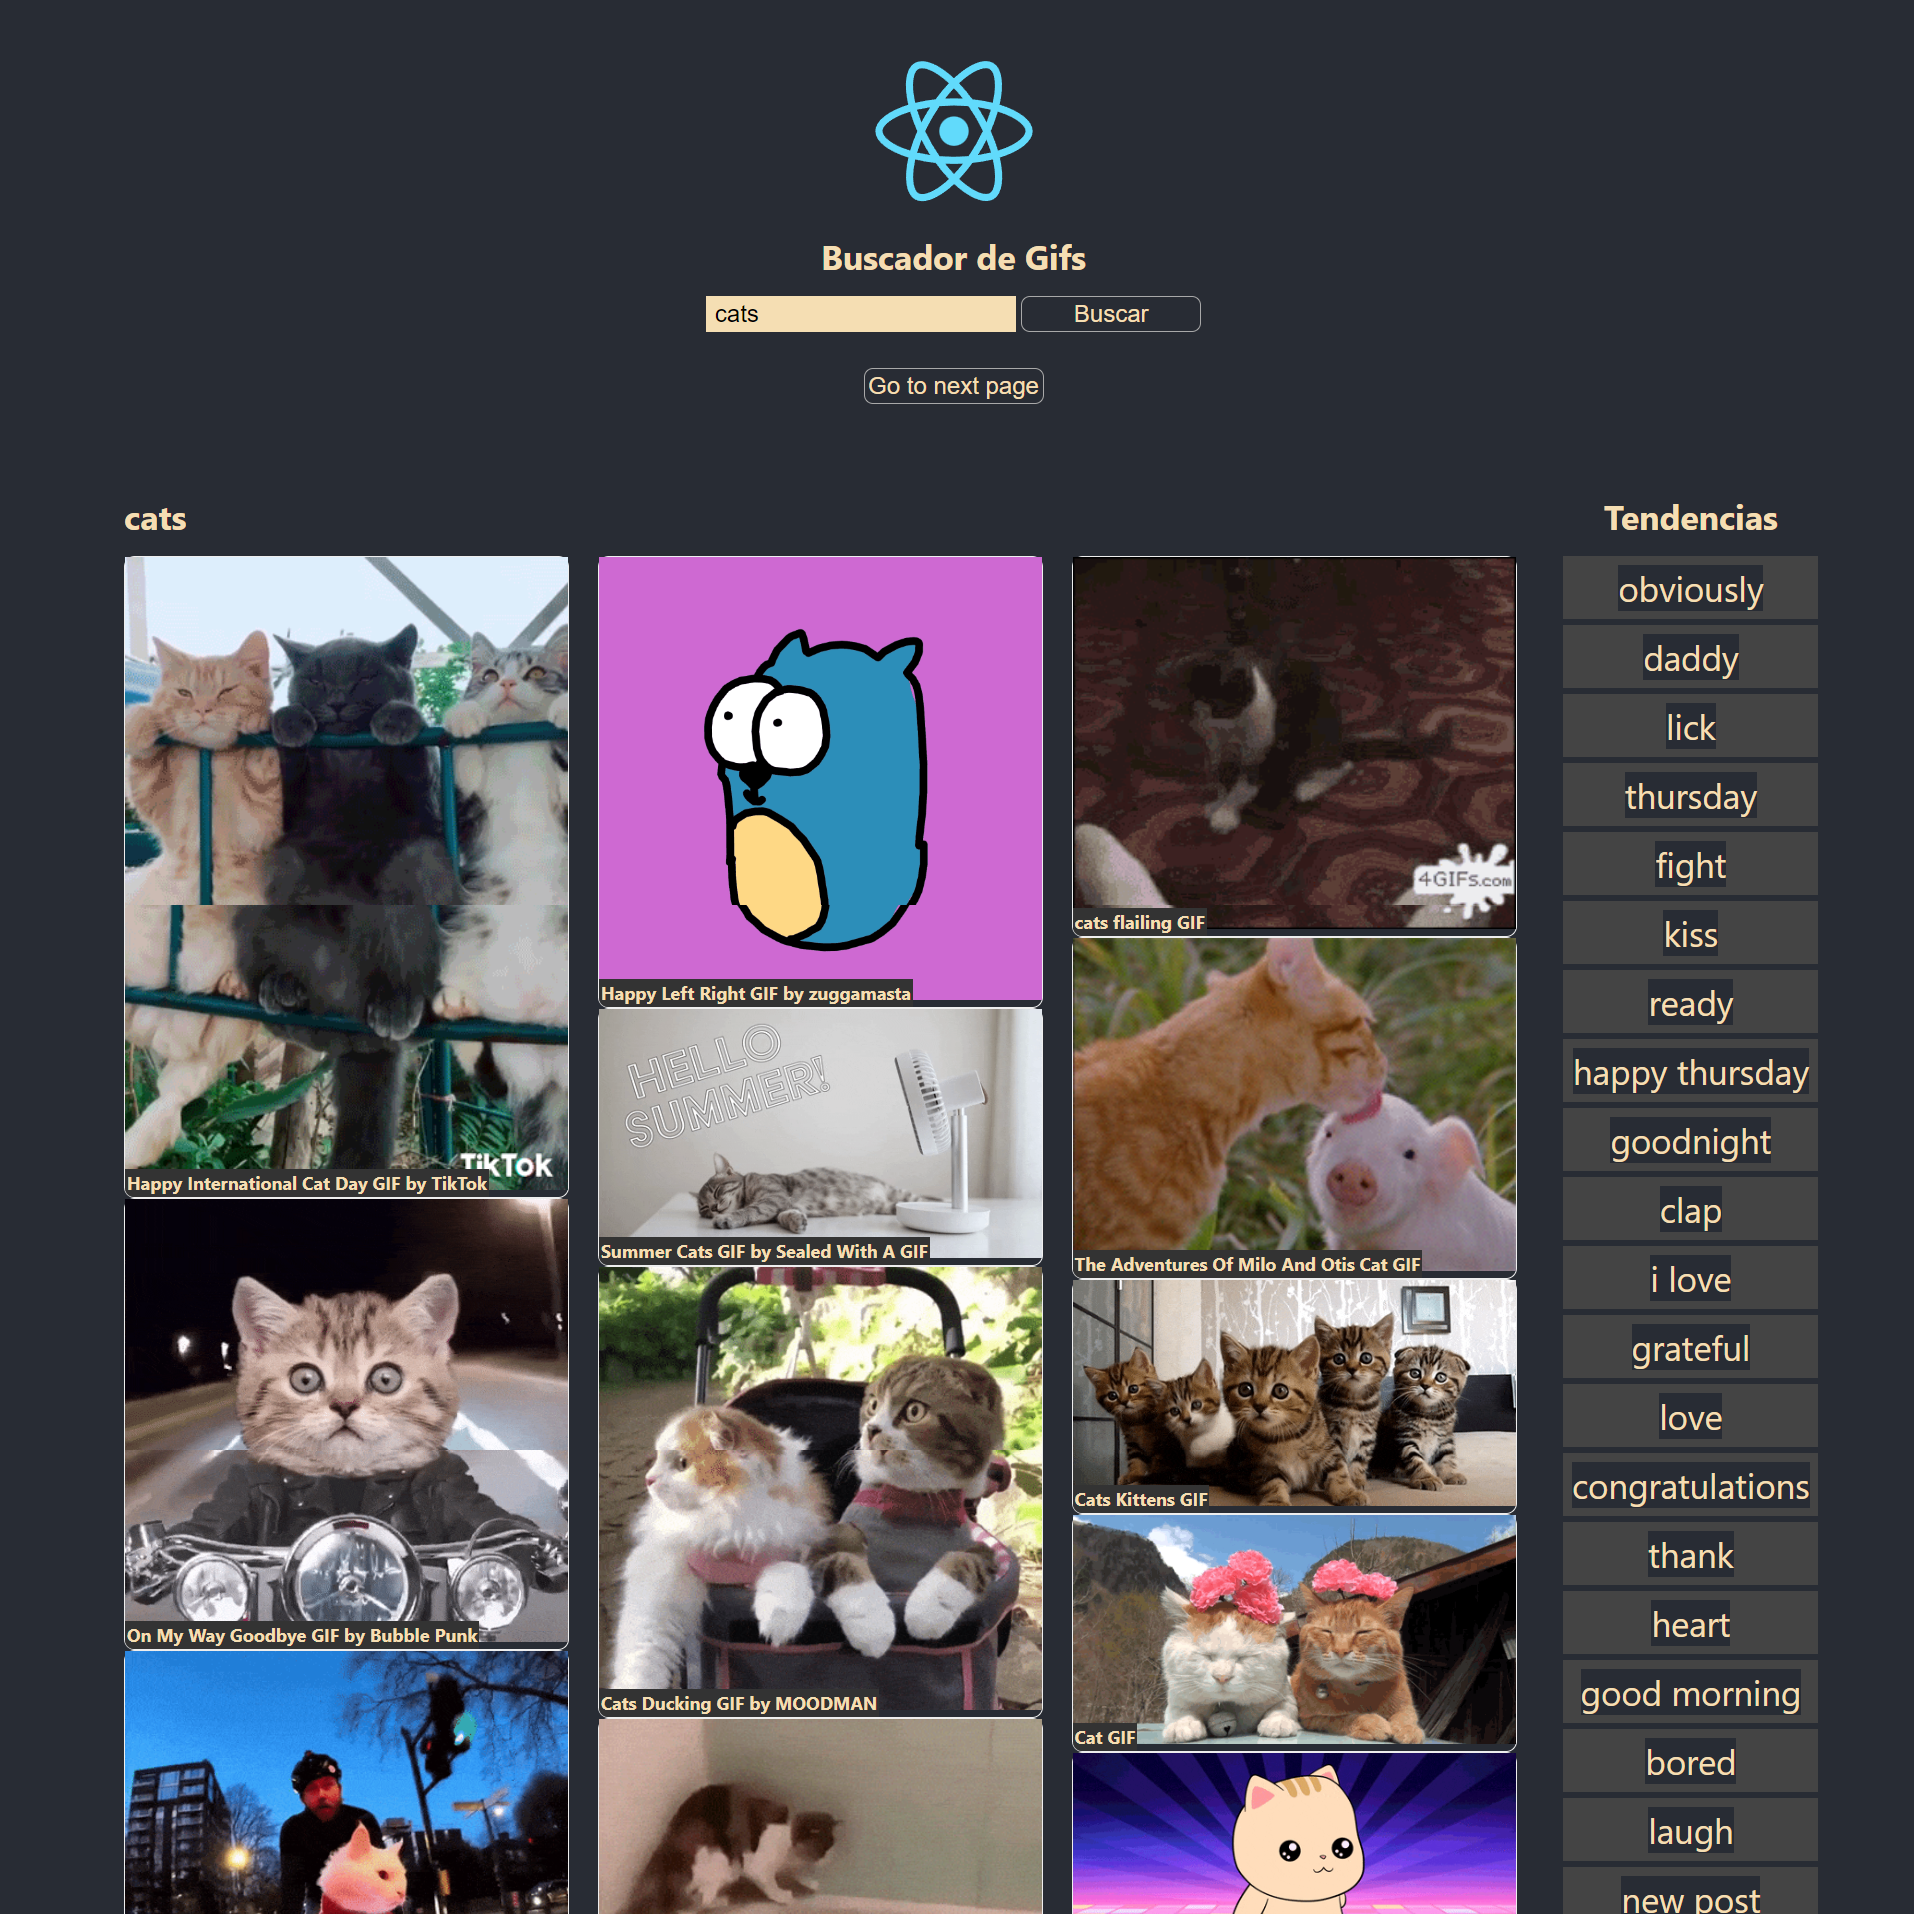 Buscador de Gifs
cats
Buscar
Go to next page
cats
Happy International Cat Day GIF by TikTok
TikTok
On My Way Goodbye GIF by Bubble Punk
Happy Left Right GIF by zuggamasta
HELLO
SUMMER!
Summer Cats GIF by Sealed With A GIF
Cats Ducking GIF by MOODMAN
4GIFs.com
cats flailing GIF
The Adventures Of Milo And Otis Cat GIF
Cats Kittens GIF
Cat GIF
Tendencias
obviously
daddy
lick
thursday
fight
kiss
ready
happy thursday
goodnight
clap
i love
grateful
love
congratulations
thank
heart
good morning
bored
laugh
new post